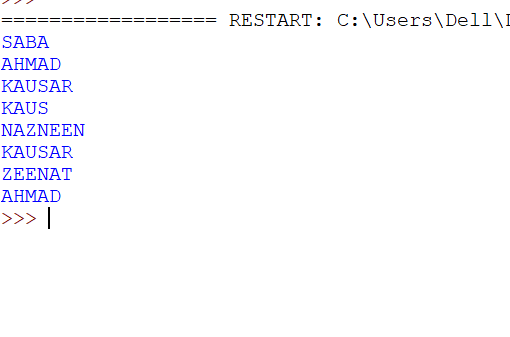 >>>
================== RESTART: C:\Users\Dell\
SABA
AHMAD
KAUSAR
KAUS
NAZNEEN
KAUSAR
ZEENAT
AHMAD
>>>